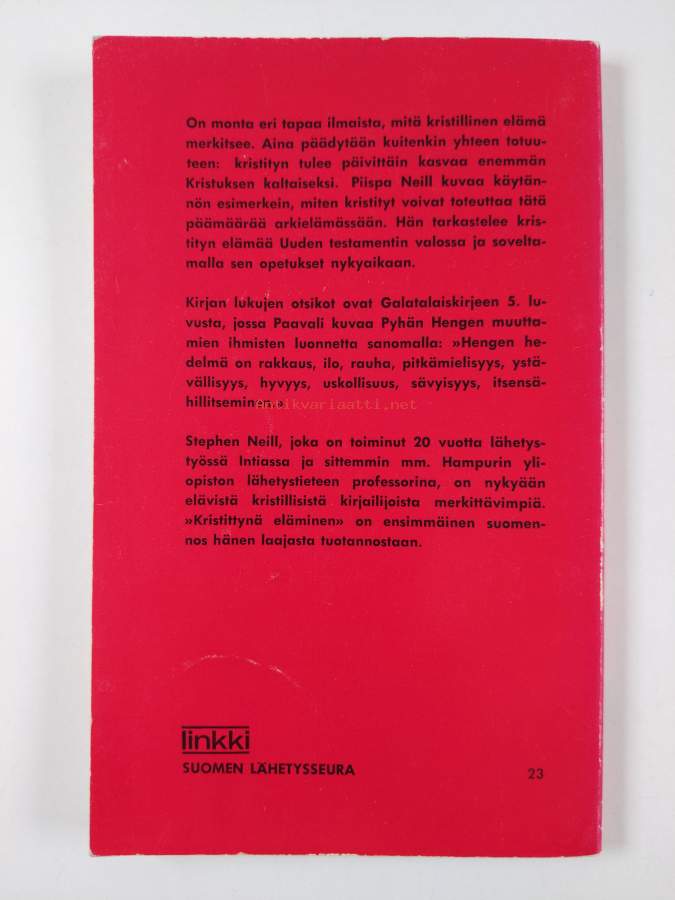 On monta eri tapaa ilmaista, mitä kristillinen elämä
merkitsee. Aina päädytään kuitenkin yhteen totuu-
teen: kristityn tulee päivittäin kasvaa enemmän
Kristuksen kaltaiseksi. Piispa Neill kuvaa käytän-
nön esimerkein, miten kristityt voivat toteuttaa tätä
päämäärää arkielämässään. Hän tarkastelee kris-
tityn elämää Uuden testamentin valossa ja sovelta-
malla sen opetukset nykyaikaan.
Kirjan lukujen otsikot ovat Galatalaiskirjeen 5. lu-
vusta, jossa Paavali kuvaa Pyhän Hengen muutta-
mien ihmisten luonnetta sanomalla: »Hengen he-
delmä on rakkaus, ilo, rauha, pitkämielisyys, ystä-
vällisyys, hyvyys, uskollisuus, sävyisyys, itsensä-
hillitseminen.»
antikvariaatti.net
Stephen Neill, joka on toiminut 20 vuotta lähetys-
työssä Intiassa ja sittemmin mm. Hampurin yli-
opiston lähetystieteen professorina, on nykyään
elävistä kristillisistä kirjailijoista merkittävimpiä.
»Kristittynä eläminen» on ensimmäinen suomen-
nos hänen laajasta tuotannostaan.
linkki
SUOMEN LÄHETYSSEURA 23